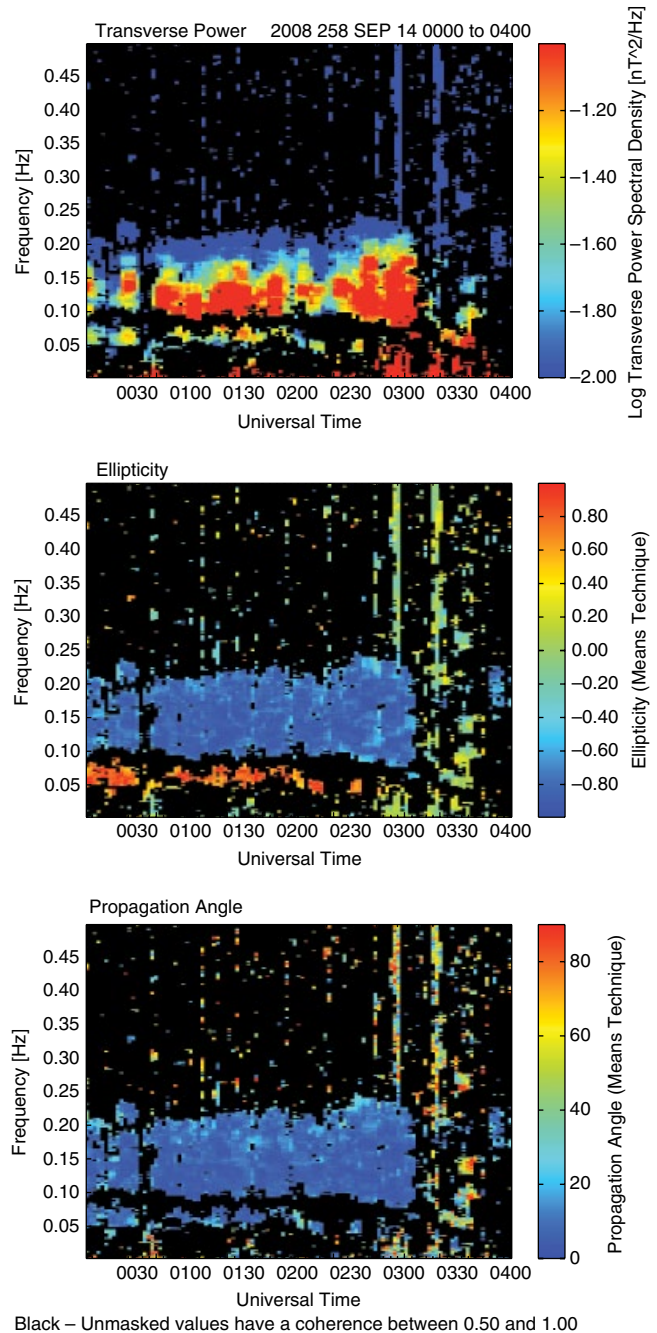 Transverse Power 2008 258 SEP 14 0000 to 0400
0.45
0.40
0.35
0.30
0.25
0.20
0.15
0.10
0.05
Frequency [Hz]
0030 0100 0130 0200 0230 0300 0330 0400
Universal Time
−1.20
−1.40
−1.60
−1.80
−2.00
Log Transverse Power Spectral Density [nT^2/Hz]
Ellipticity
0.45
0.40
0.35
0.30
0.25
0.20
0.15
0.10
0.05
Frequency [Hz]
0030 0100 0130 0200 0230 0300 0330 0400
Universal Time
0.80
0.60
0.40
0.20
0.00
−0.20
−0.40
−0.60
−0.80
Ellipticity (Means Technique)
Propagation Angle
0.45
0.40
0.35
0.30
0.25
0.20
0.15
0.10
0.05
Frequency [Hz]
0030 0100 0130 0200 0230 0300 0330 0400
Universal Time
80
60
40
20
0
Propagation Angle (Means Technique)
Black – Unmasked values have a coherence between 0.50 and 1.00